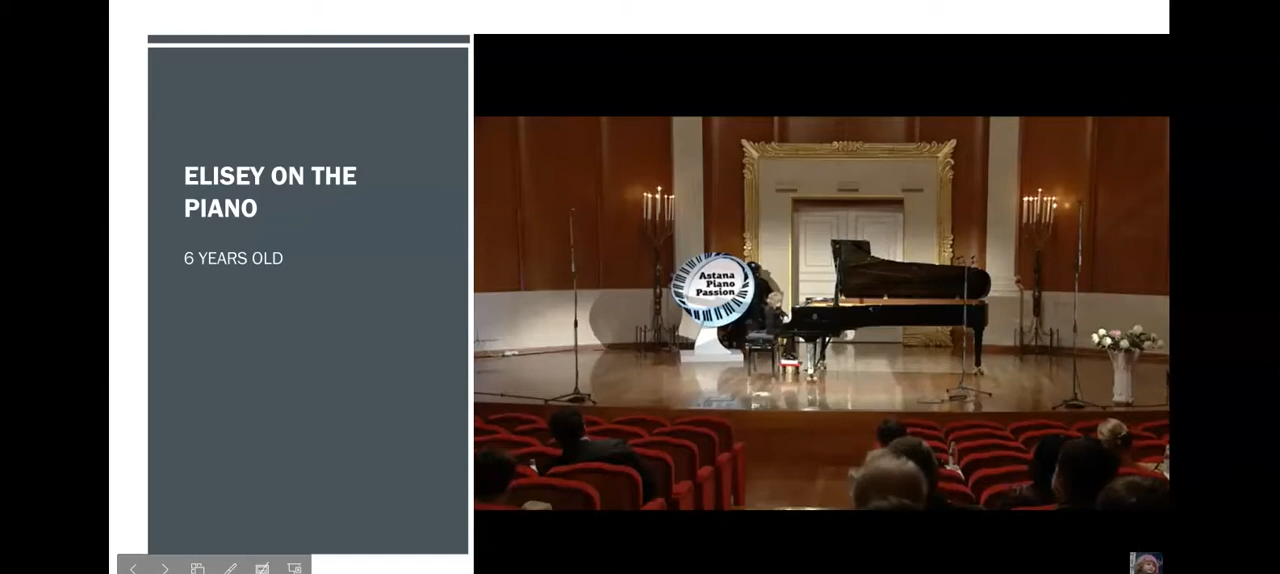 ELISEY ON THE
PIANO
6 YEARS OLD
Astana
Piano
Passion